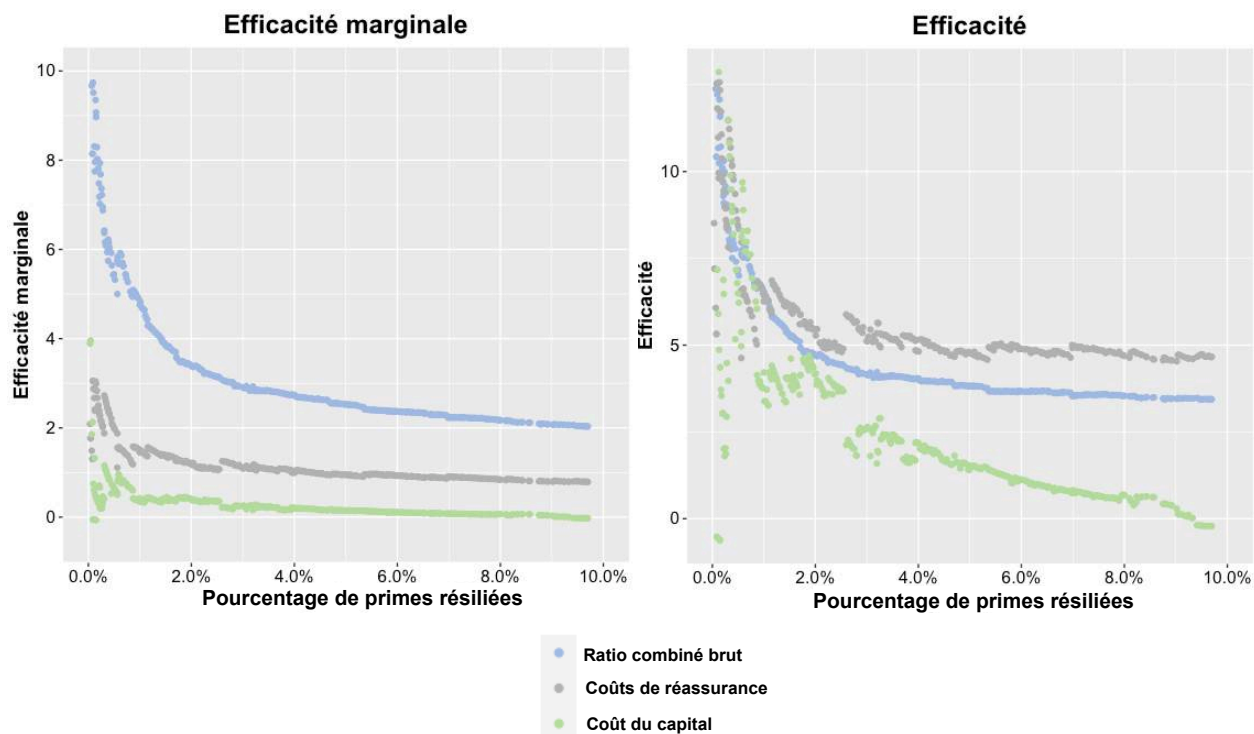 Efficacité marginale
Efficacité marginale
10
8
6
4
2
0
0.0% 2.0% 4.0% 6.0% 8.0% 10.0%
Pourcentage de primes résiliées
Efficacité
Efficacité
10
5
0
0.0% 2.0% 4.0% 6.0% 8.0% 10.0%
Pourcentage de primes résiliées
Ratio combiné brut
Coûts de réassurance
Coût du capital